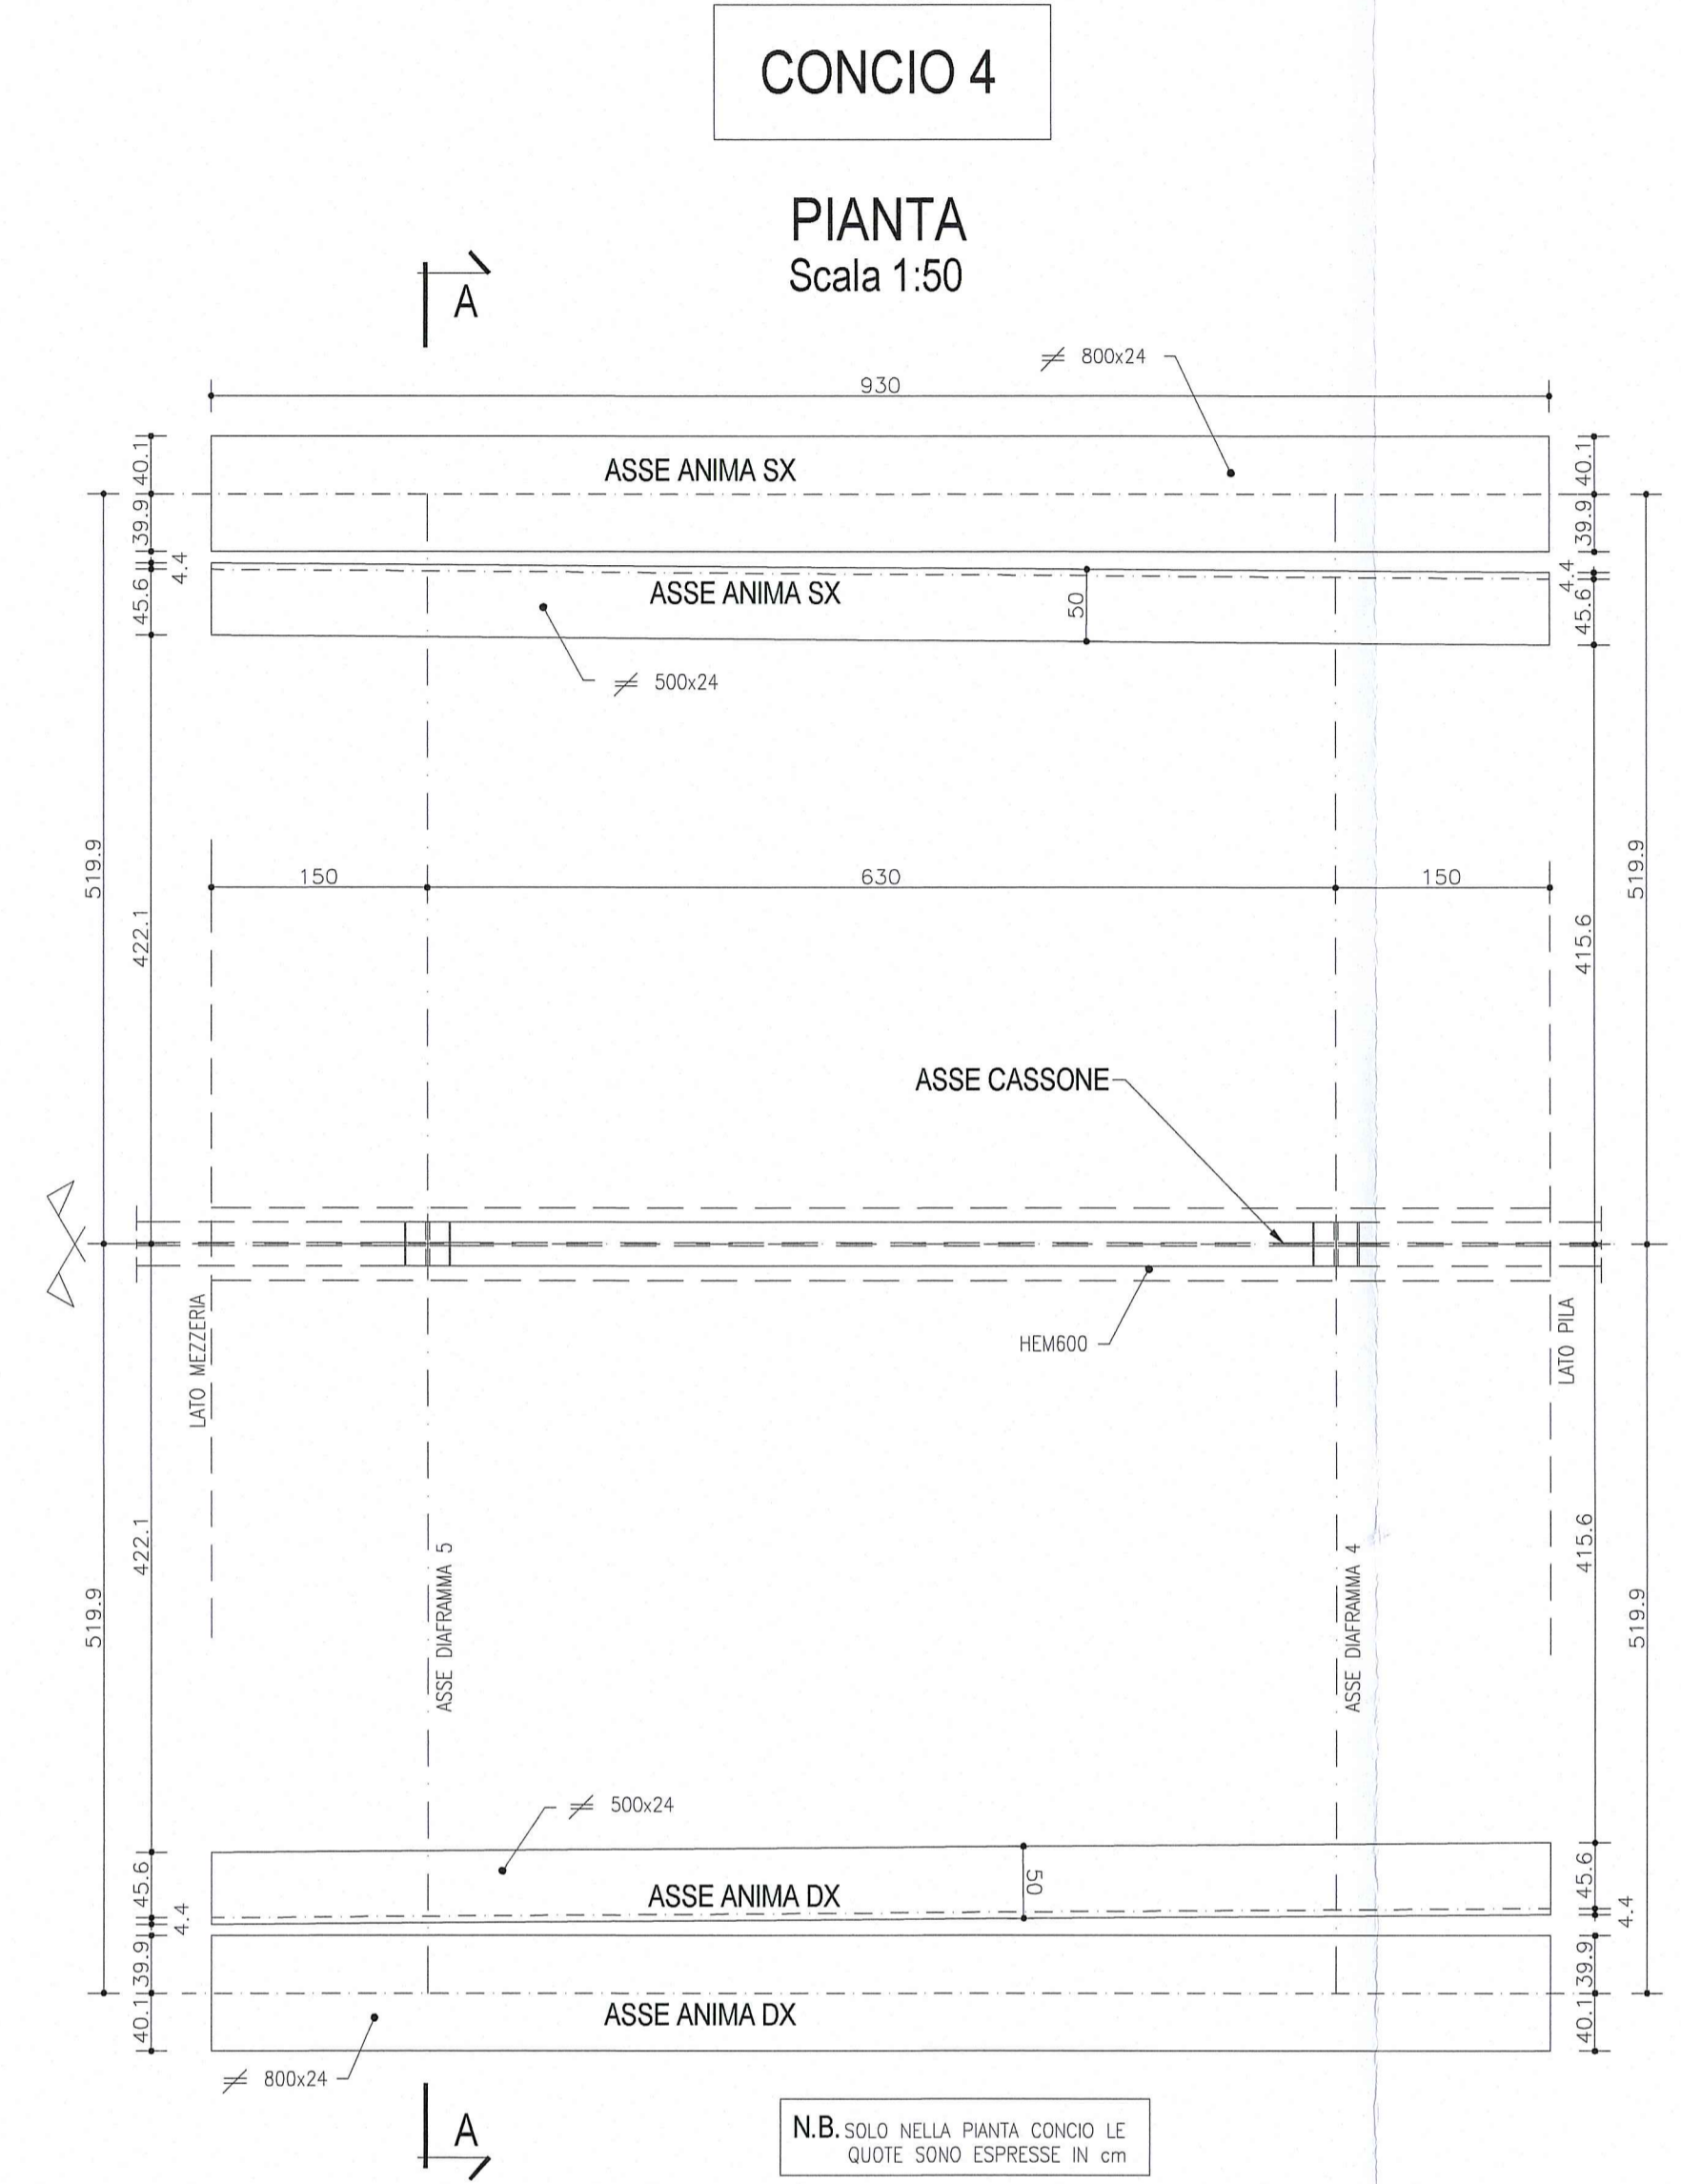 CONCIO 4
PIANTA
Scala 1:50
A
800x24
930
40.1
ASSE ANIMA SX
40.1
39.9
39.9
4.4
4.4
45.6
ASSE ANIMA SX
50
45.6
500x24
519.9
150
630
150
519.9
422.1
415.6
ASSE CASSONE
LATO MEZZERIA
HEM600
LATO PILA
422.1
ASSE DIAFRAMMA 5
ASSE DIAFRAMMA 4
415.6
519.9
519.9
500x24
45.6
ASSE ANIMA DX
50
45.6
4.4
4.4
39.9
39.9
40.1
ASSE ANIMA DX
40.1
800x24
A
N.B. SOLO NELLA PIANTA CONCIO LE
QUOTE SONO ESPRESSE IN cm